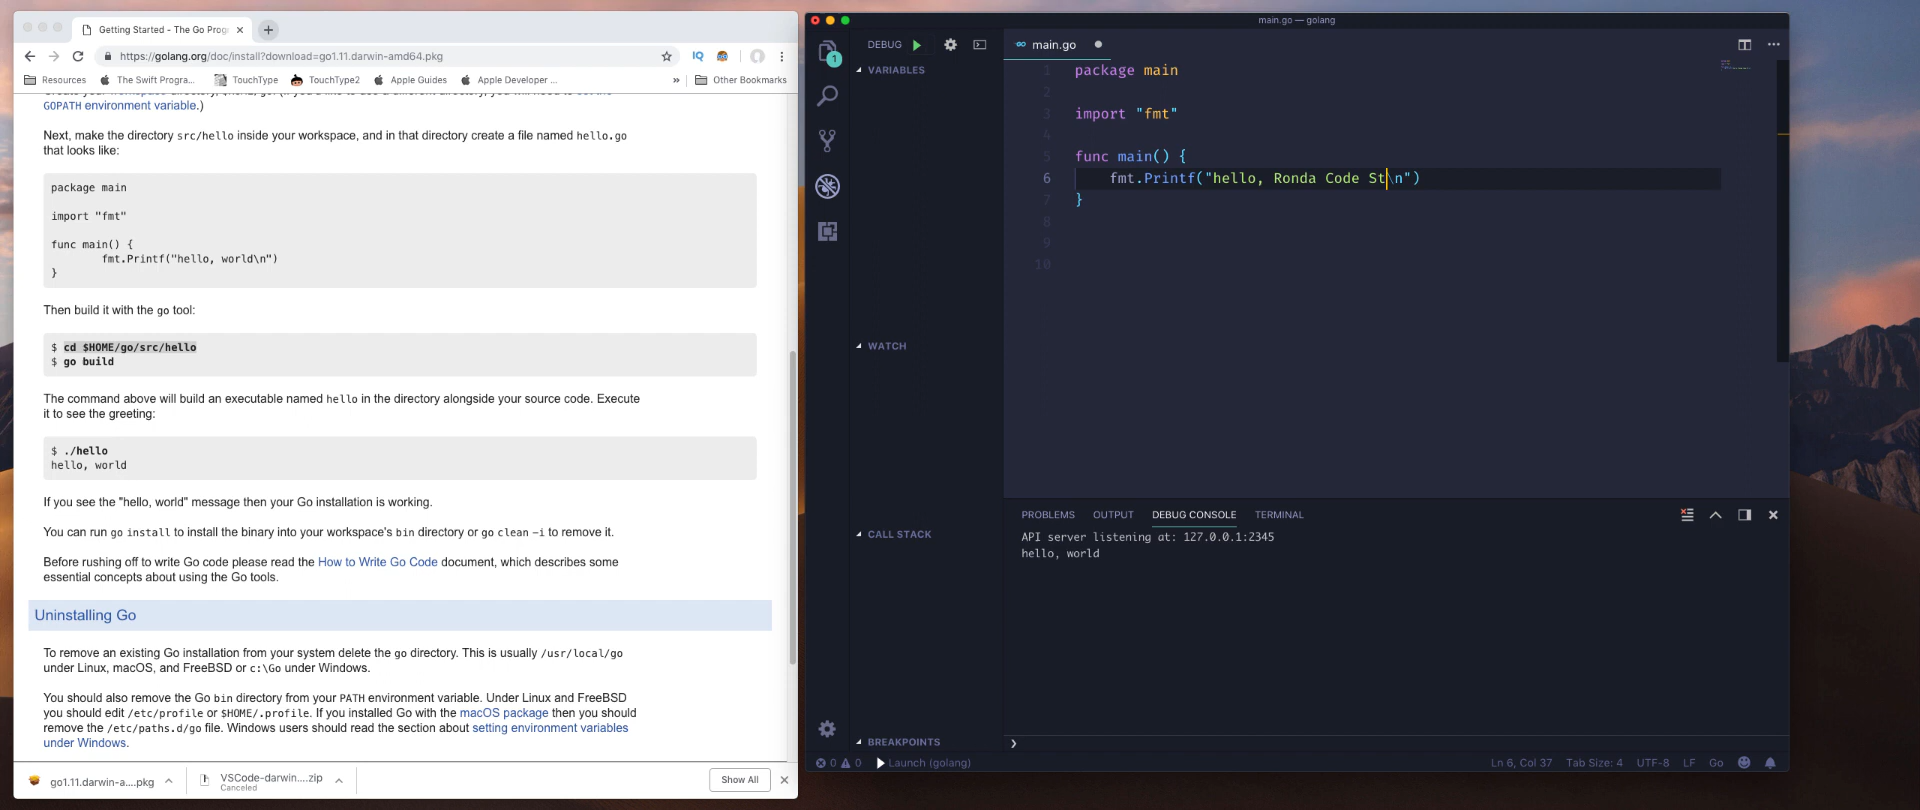 Getting Started - The Go Prog
https://golang.org/doc/install?download=go1.11.darwin-amd64.pkg
IQ
Resources
The Swift Progra...
TouchType
TouchType2
Apple Guides
Apple Developer ...
»
Other Bookmarks
GOPATH environment variable.)
Next, make the directory src/hello inside your workspace, and in that directory create a file named hello.go
that looks like:
package main
import "fmt"
func main() {
fmt.Printf("hello, world\n")
}
Then build it with the go tool:
$ cd $HOME/go/src/hello
$ go build
The command above will build an executable named hello in the directory alongside your source code. Execute
it to see the greeting:
$ ./hello
hello, world
If you see the "hello, world" message then your Go installation is working.
You can run go install to install the binary into your workspace's bin directory or go clean -i to remove it.
Before rushing off to write Go code please read the How to Write Go Code document, which describes some
essential concepts about using the Go tools.
Uninstalling Go
To remove an existing Go installation from your system delete the go directory. This is usually /usr/local/go
under Linux, macOS, and FreeBSD or c:\Go under Windows.
You should also remove the Go bin directory from your PATH environment variable. Under Linux and FreeBSD
you should edit /etc/profile or $HOME/.profile. If you installed Go with the macOS package then you should
remove the /etc/paths.d/go file. Windows users should read the section about setting environment variables
under Windows.
go1.11.darwin-a....pkg
VSCode-darwin....zip
Canceled
Show All
main.go — golang
DEBUG
main.go
1
VARIABLES
WATCH
CALL STACK
BREAKPOINTS
1 package main
2
3 import "fmt"
4
5 func main() {
6 fmt.Printf("hello, Ronda Code St\n")
7 }
8
9
10
PROBLEMS
OUTPUT
DEBUG CONSOLE
TERMINAL
API server listening at: 127.0.0.1:2345
hello, world
0
0
Launch (golang)
Ln 6, Col 37
Tab Size: 4
UTF-8
LF
Go